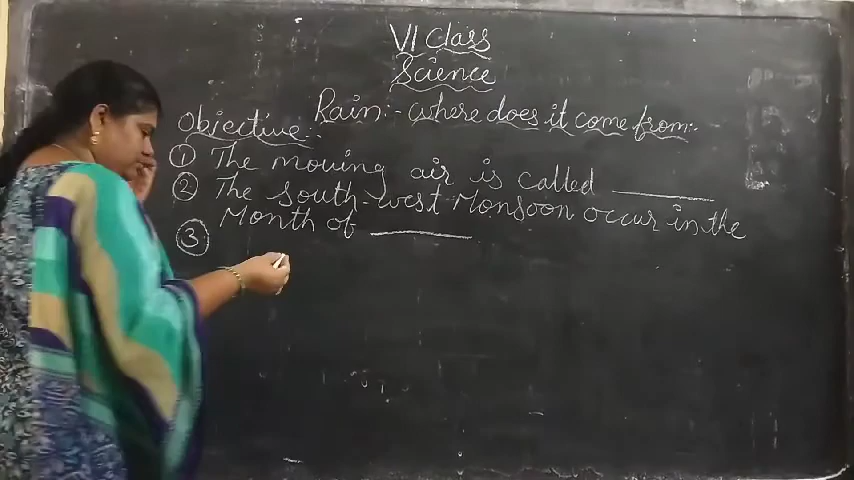 VI Class
Science
Rain:- where does it come from:-
Objective:-
① The moving air is called ______
② The South-west Monsoon occur in the
Month of ______
③